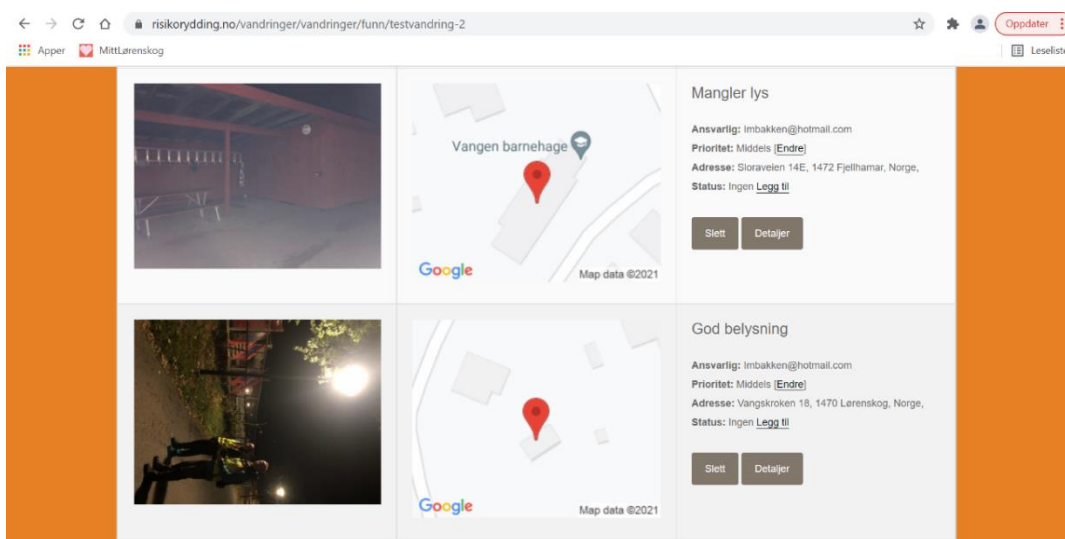 risikorydding.no/vandringer/vandringer/funn/testvandring-2
Oppdater
Apper
MittLørenskog
Leseliste
Vangen barnehage
Google
Map data ©2021
Mangler lys
Ansvarlig: lmbakken@hotmail.com
Prioritet: Middels [Endre]
Adresse: Sloraveien 14E, 1472 Fjellhamar, Norge,
Status: Ingen Legg til
Slett
Detaljer
Google
Map data ©2021
God belysning
Ansvarlig: lmbakken@hotmail.com
Prioritet: Middels [Endre]
Adresse: Vangskroken 18, 1470 Lørenskog, Norge,
Status: Ingen Legg til
Slett
Detaljer